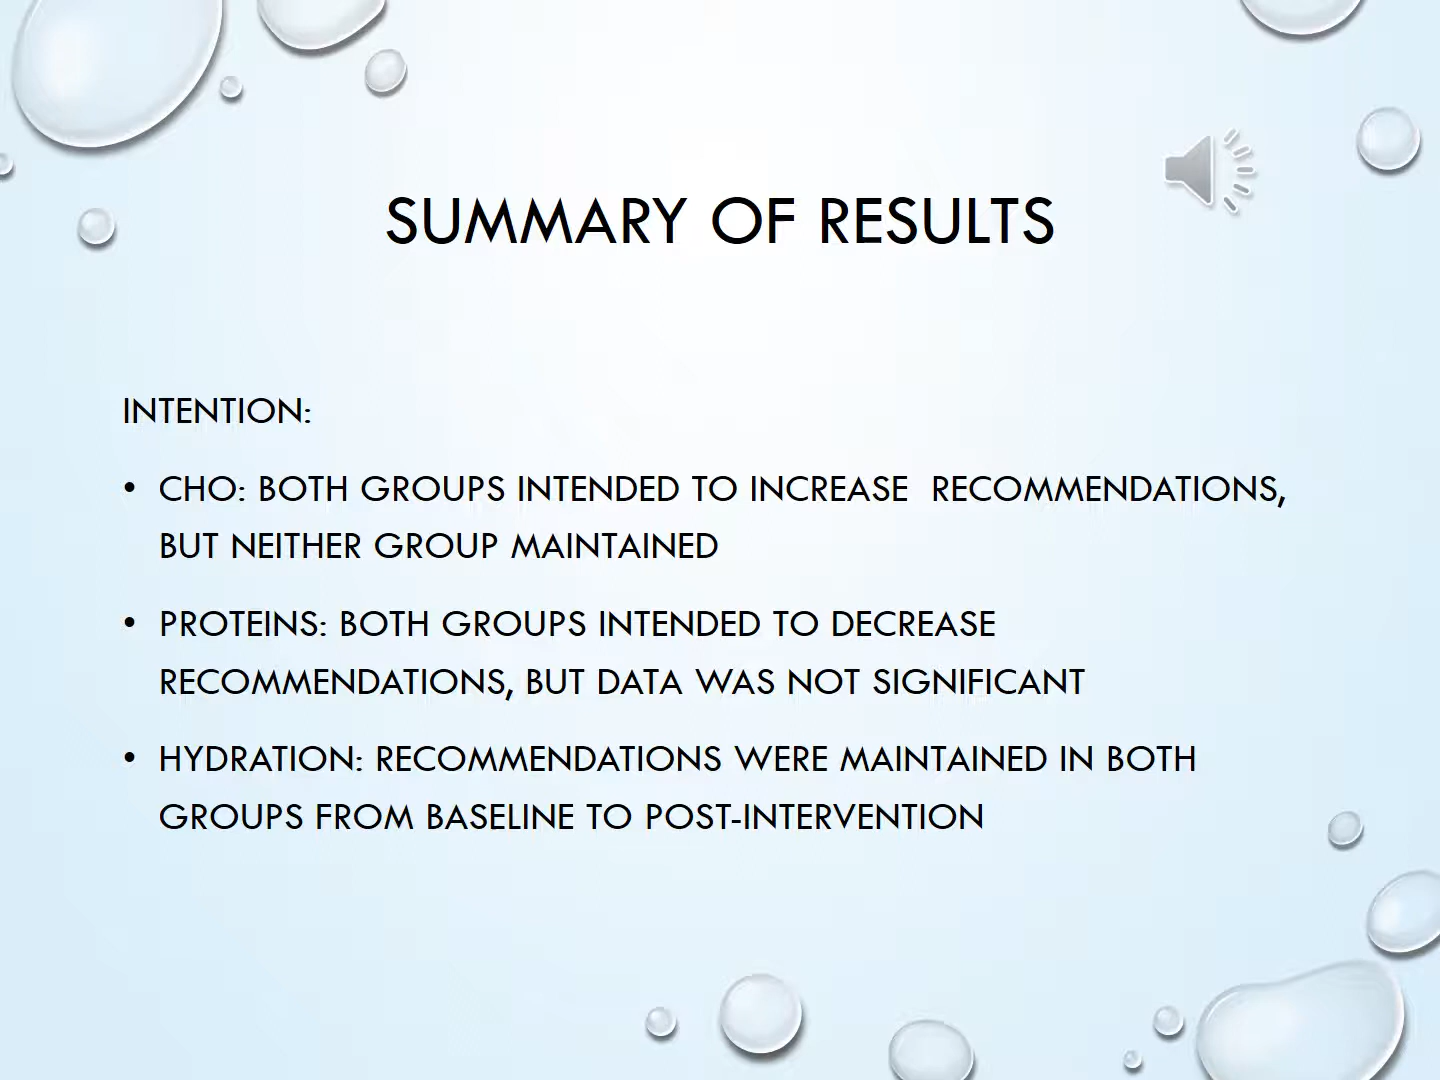 SUMMARY OF RESULTS
INTENTION:
• CHO: BOTH GROUPS INTENDED TO INCREASE  RECOMMENDATIONS,
BUT NEITHER GROUP MAINTAINED
• PROTEINS: BOTH GROUPS INTENDED TO DECREASE
RECOMMENDATIONS, BUT DATA WAS NOT SIGNIFICANT
• HYDRATION: RECOMMENDATIONS WERE MAINTAINED IN BOTH
GROUPS FROM BASELINE TO POST-INTERVENTION